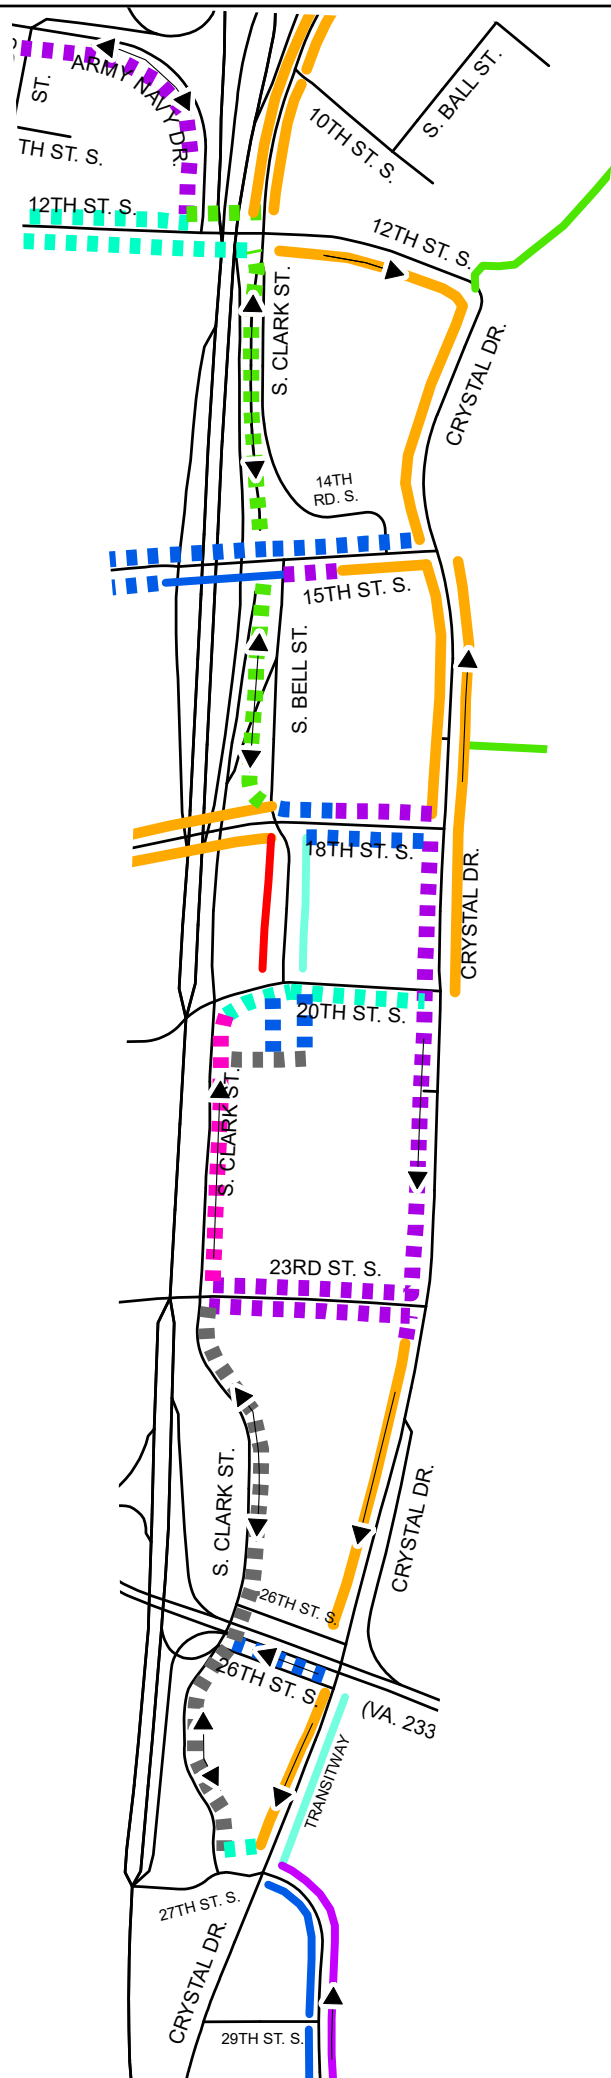 S. BALL ST.
ARMY NAVY DR.
ST.
10TH ST. S.
TH ST. S.
12TH ST. S.
12TH ST. S.
S. CLARK ST.
CRYSTAL DR.
14TH
RD. S.
15TH ST. S.
S. BELL ST.
18TH ST. S.
CRYSTAL DR.
20TH ST. S.
S. CLARK ST.
23RD ST. S.
S. CLARK ST.
CRYSTAL DR.
26TH ST. S.
26TH ST. S.
(VA. 233
TRANSITWAY
27TH ST. S.
CRYSTAL DR.
29TH ST. S.